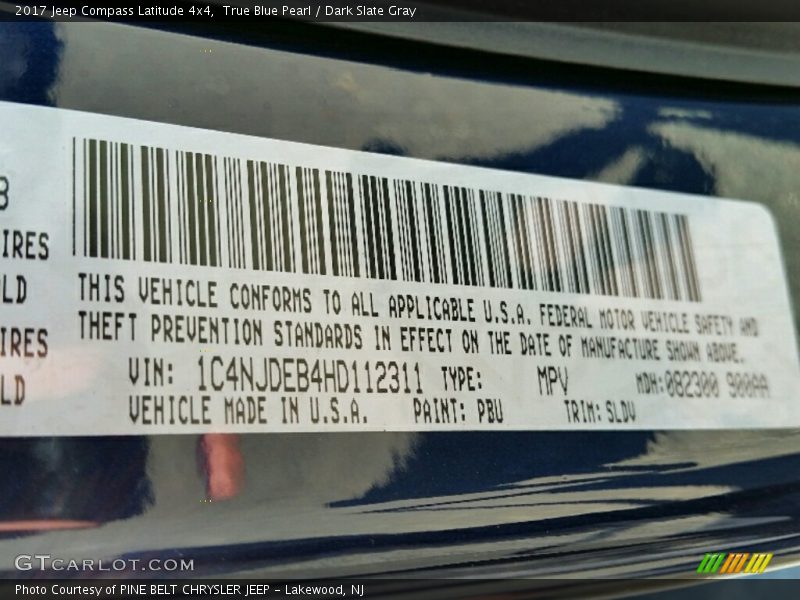 2017 Jeep Compass Latitude 4x4, True Blue Pearl / Dark Slate Gray
IRES
LD
IRES
LD
THIS VEHICLE CONFORMS TO ALL APPLICABLE U.S.A. FEDERAL MOTOR VEHICLE SAFETY AND
THEFT PREVENTION STANDARDS IN EFFECT ON THE DATE OF MANUFACTURE SHOWN ABOVE.
VIN: 1C4NJDEB4HD112311 TYPE: MPV MDH:082300 900AA
VEHICLE MADE IN U.S.A. PAINT: PBU TRIM: SLDV
GTCARLOT.COM
Photo Courtesy of PINE BELT CHRYSLER JEEP - Lakewood, NJ